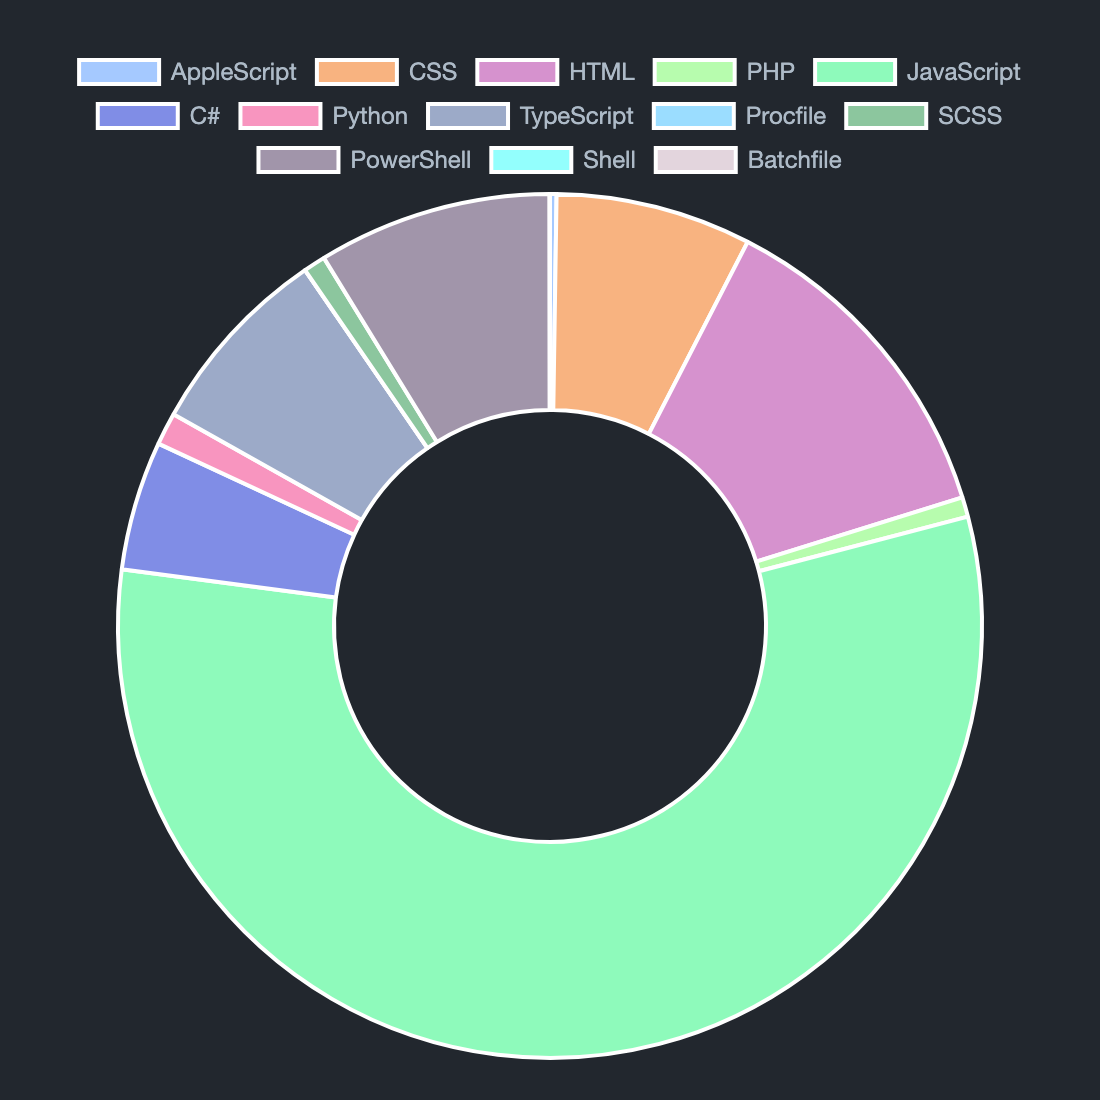 AppleScript CSS HTML PHP JavaScript
C# Python TypeScript Procfile SCSS
PowerShell Shell Batchfile